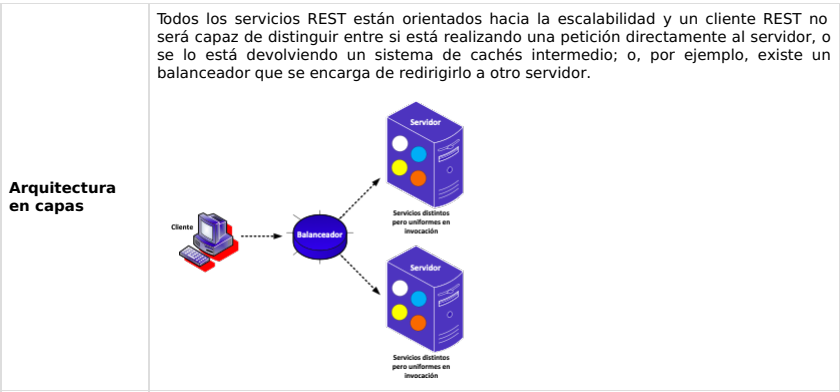 Todos los servicios REST están orientados hacia la escalabilidad y un cliente REST no
será capaz de distinguir entre si está realizando una petición directamente al servidor, o
se lo está devolviendo un sistema de cachés intermedio; o, por ejemplo, existe un
balanceador que se encarga de redirigirlo a otro servidor.
Arquitectura
en capas
Cliente
Balanceador
Servidor
Servicios distintos
pero uniformes en
invocación
Servidor
Servicios distintos
pero uniformes en
invocación